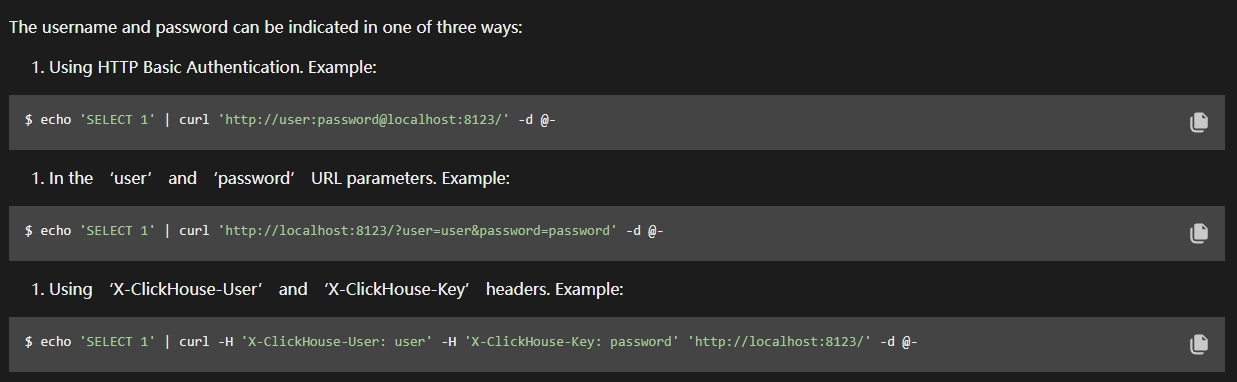 The username and password can be indicated in one of three ways:
1. Using HTTP Basic Authentication. Example:
$ echo 'SELECT 1' | curl 'http://user:password@localhost:8123/' -d @-
1. In the ‘user’ and ‘password’ URL parameters. Example:
$ echo 'SELECT 1' | curl 'http://localhost:8123/?user=user&password=password' -d @-
1. Using ‘X-ClickHouse-User’ and ‘X-ClickHouse-Key’ headers. Example:
$ echo 'SELECT 1' | curl -H 'X-ClickHouse-User: user' -H 'X-ClickHouse-Key: password' 'http://localhost:8123/' -d @-